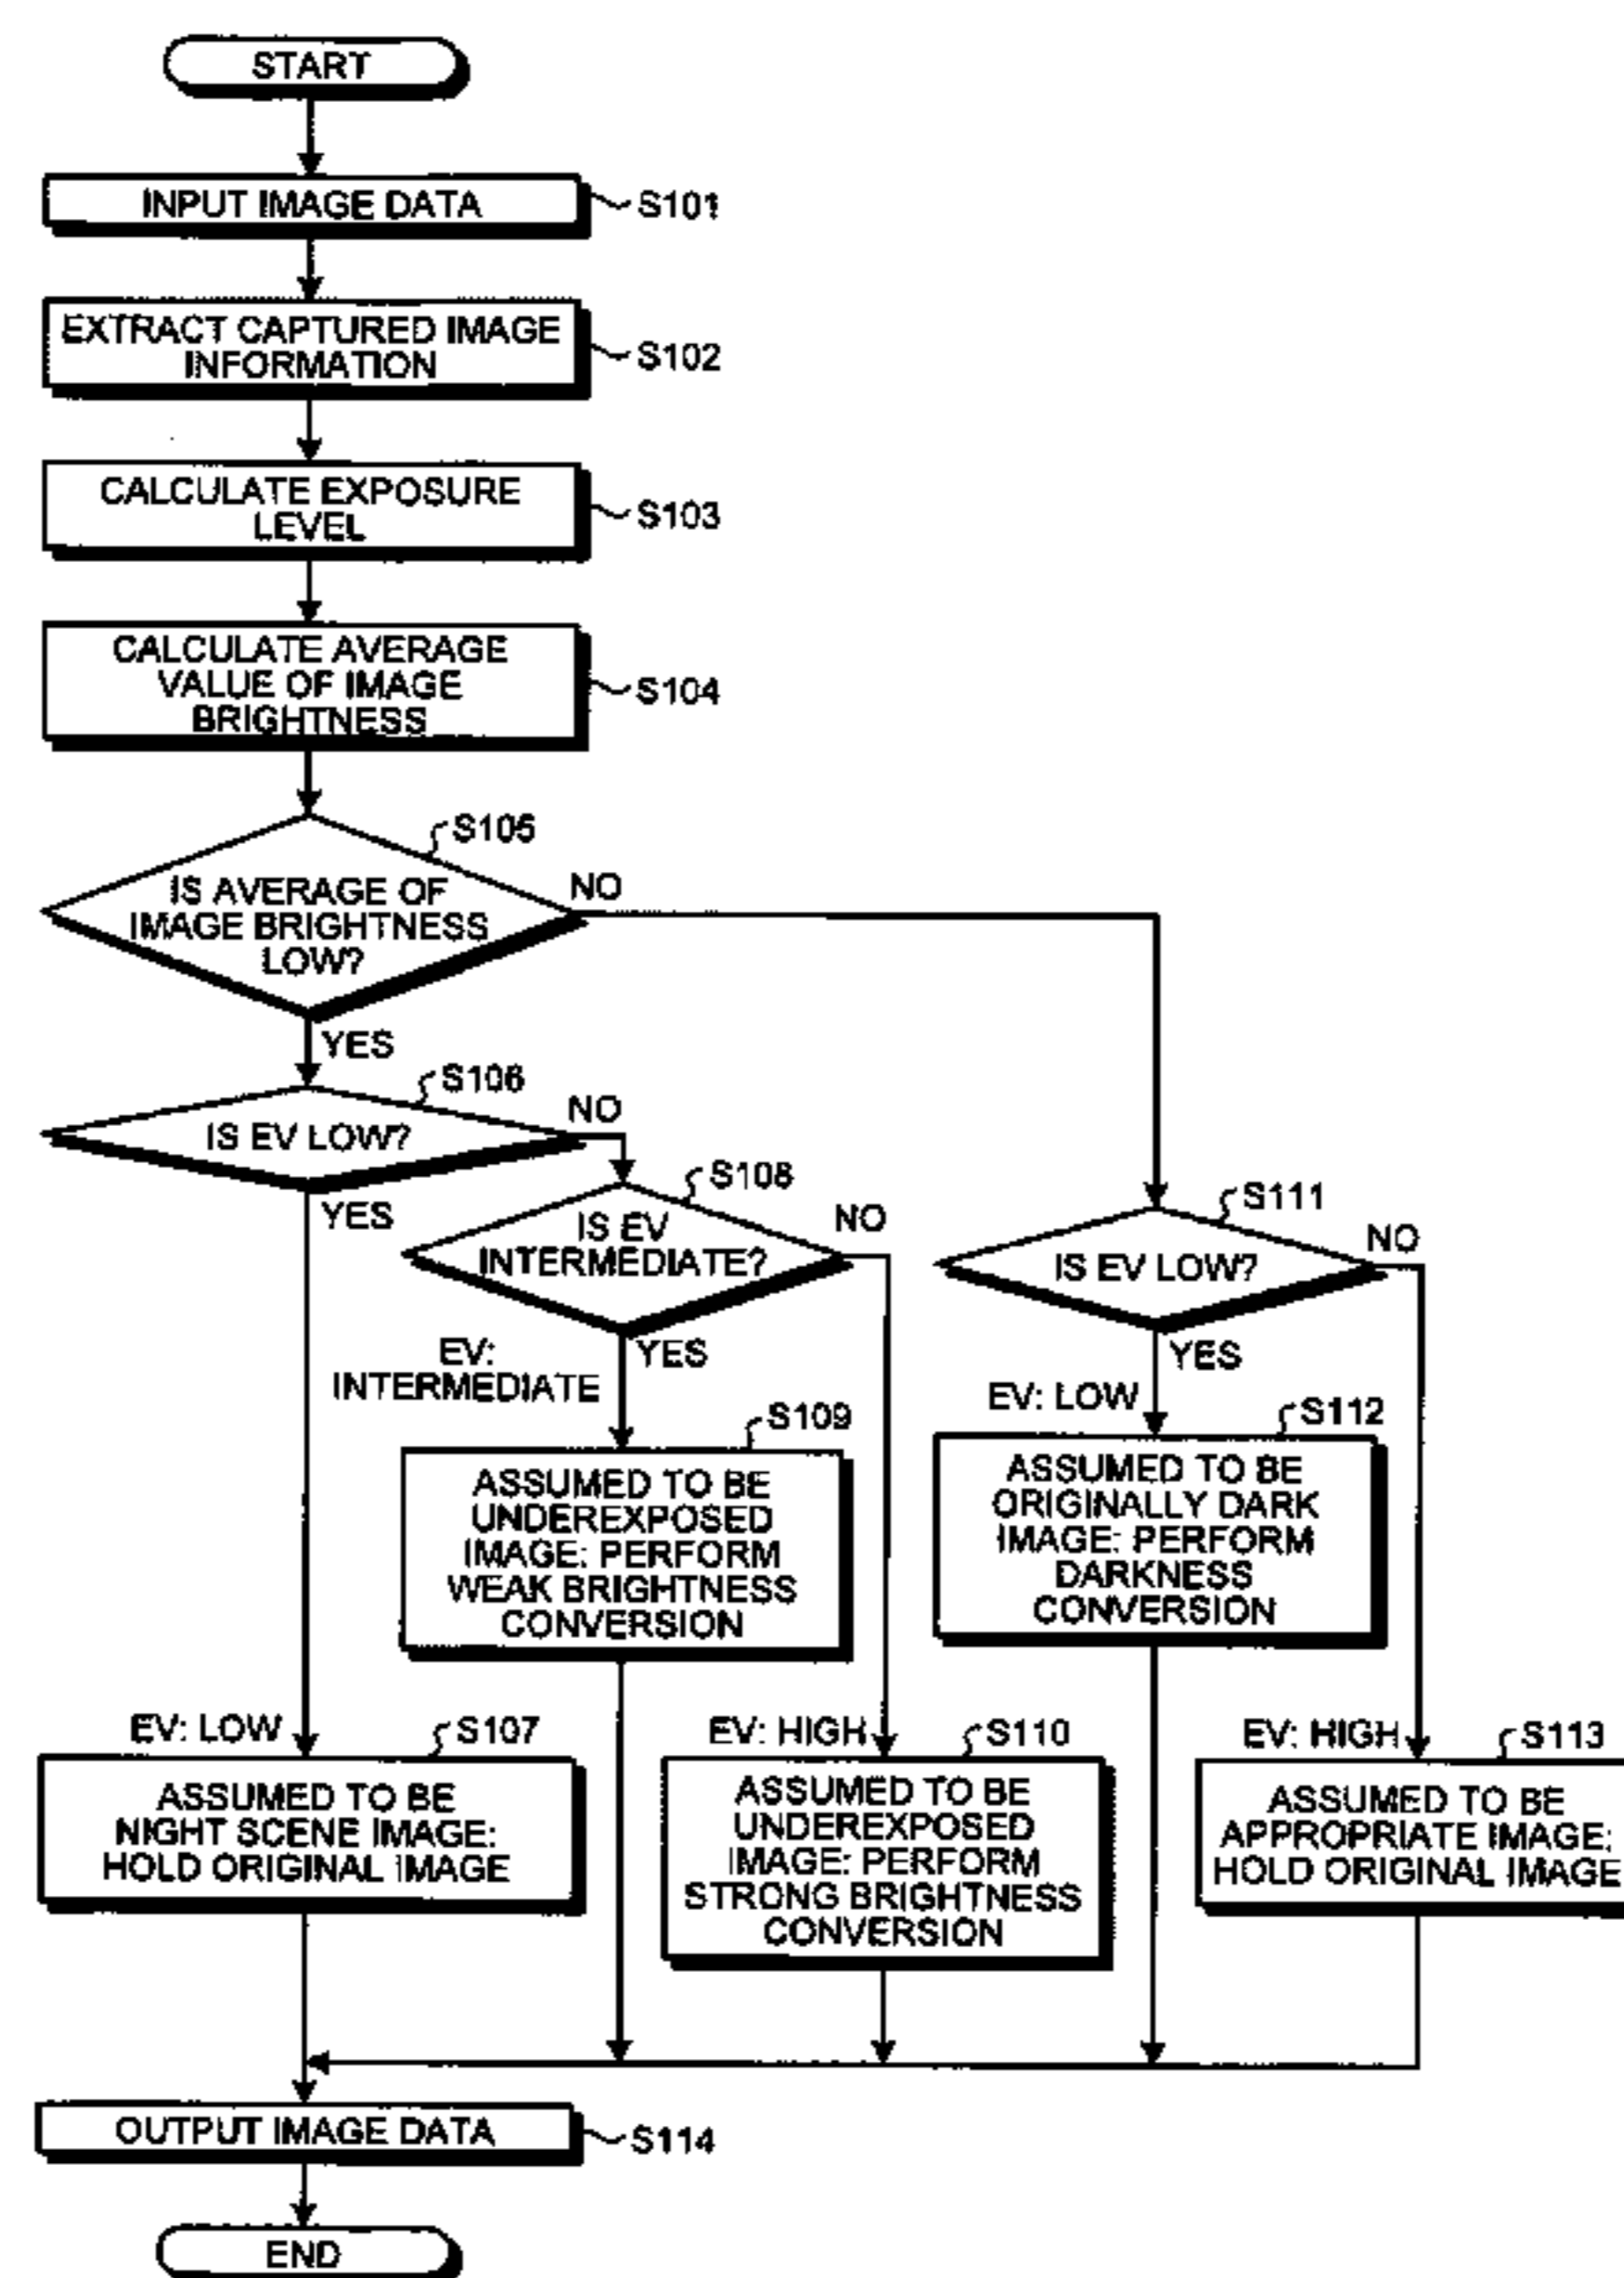 START
INPUT IMAGE DATA
S101
EXTRACT CAPTURED IMAGE
INFORMATION
S102
CALCULATE EXPOSURE
LEVEL
S103
CALCULATE AVERAGE
VALUE OF IMAGE
BRIGHTNESS
S104
S105
IS AVERAGE OF
IMAGE BRIGHTNESS
LOW?
NO
YES
S106
IS EV LOW?
NO
YES
S108
IS EV
INTERMEDIATE?
NO
YES
EV:
INTERMEDIATE
S111
IS EV LOW?
NO
YES
EV: LOW
S109
ASSUMED TO BE
UNDEREXPOSED
IMAGE: PERFORM
WEAK BRIGHTNESS
CONVERSION
S112
ASSUMED TO BE
ORIGINALLY DARK
IMAGE: PERFORM
DARKNESS
CONVERSION
EV: LOW
S107
ASSUMED TO BE
NIGHT SCENE IMAGE:
HOLD ORIGINAL IMAGE
EV: HIGH
S110
ASSUMED TO BE
UNDEREXPOSED
IMAGE: PERFORM
STRONG BRIGHTNESS
CONVERSION
EV: HIGH
S113
ASSUMED TO BE
APPROPRIATE IMAGE:
HOLD ORIGINAL IMAGE
OUTPUT IMAGE DATA
S114
END